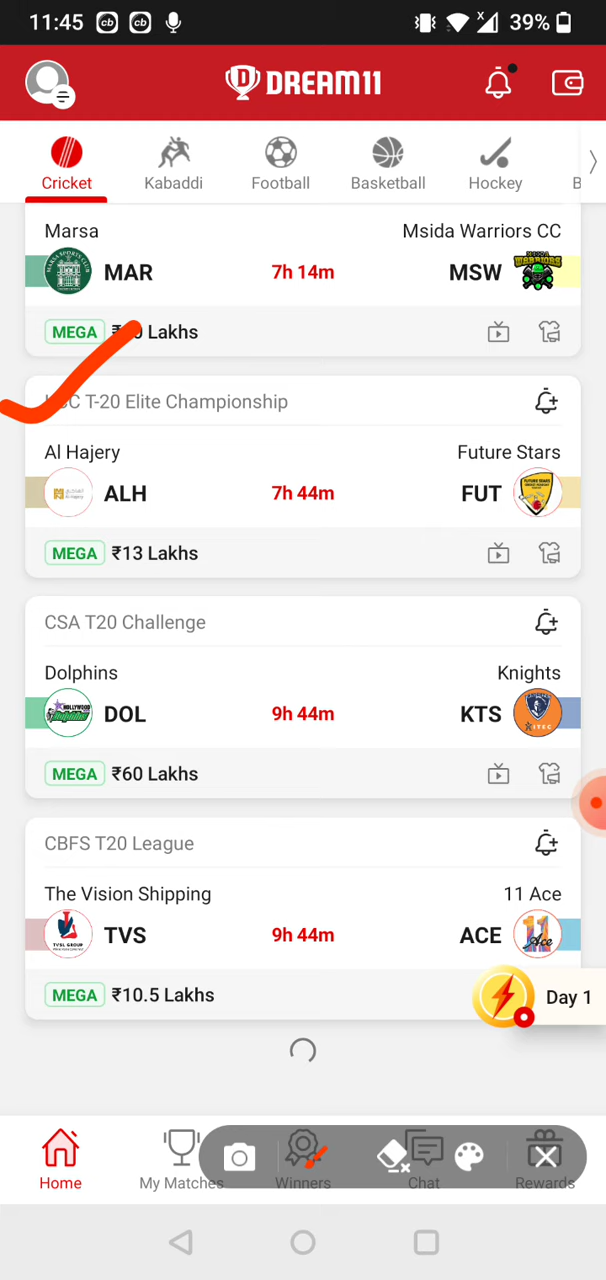 11:45
39%
DREAM11
Cricket
Kabaddi
Football
Basketball
Hockey
Marsa
Msida Warriors CC
MAR
7h 14m
MSW
MEGA
Lakhs
T-20 Elite Championship
Al Hajery
Future Stars
ALH
7h 44m
FUT
MEGA ₹13 Lakhs
CSA T20 Challenge
Dolphins
Knights
DOL
9h 44m
KTS
MEGA ₹60 Lakhs
CBFS T20 League
The Vision Shipping
11 Ace
TVS
9h 44m
ACE
MEGA ₹10.5 Lakhs
Day 1
Home
My Matches
Winners
Chat
Rewards